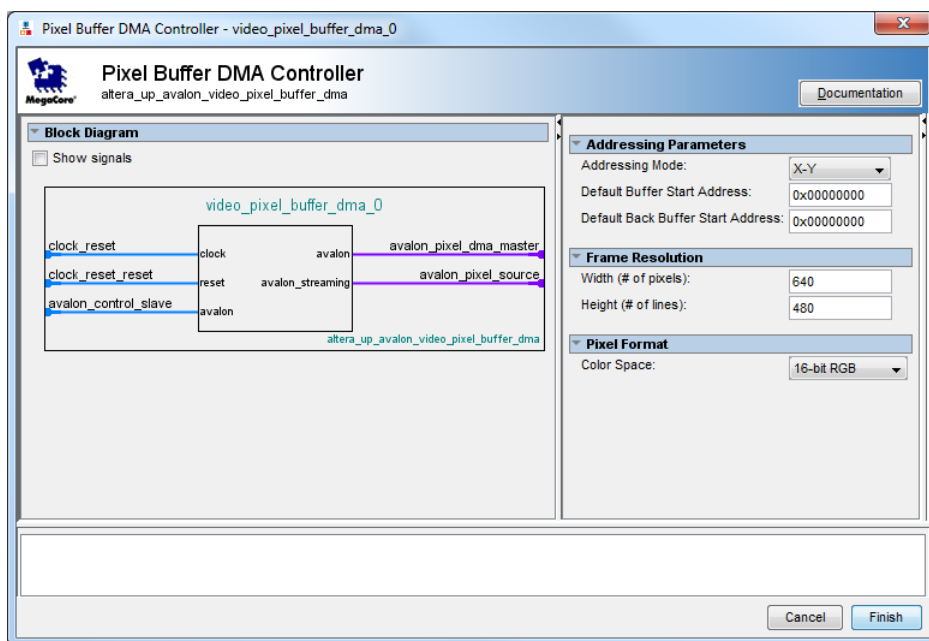 Pixel Buffer DMA Controller - video_pixel_buffer_dma_0
x
Pixel Buffer DMA Controller
altera_up_avalon_video_pixel_buffer_dma
MegaCore®
Documentation
Block Diagram
Show signals
video_pixel_buffer_dma_0
clock_reset
clock
avalon
avalon_pixel_dma_master
clock_reset_reset
reset
avalon_streaming
avalon_pixel_source
avalon_control_slave
avalon
altera_up_avalon_video_pixel_buffer_dma
Addressing Parameters
Addressing Mode: X-Y
Default Buffer Start Address: 0x00000000
Default Back Buffer Start Address: 0x00000000
Frame Resolution
Width (# of pixels): 640
Height (# of lines): 480
Pixel Format
Color Space: 16-bit RGB
Cancel
Finish